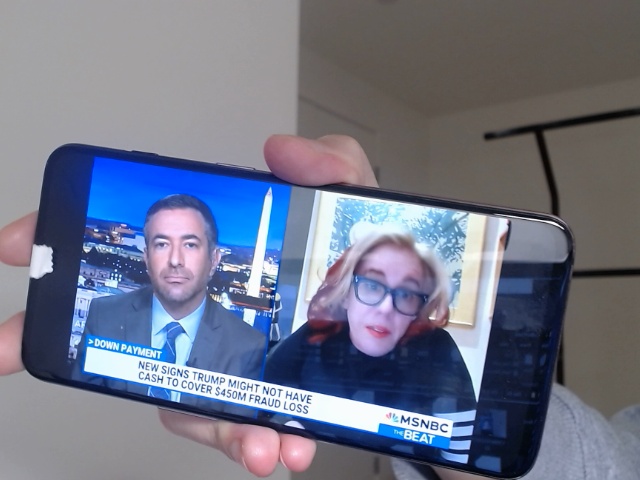 > DOWN PAYMENT
NEW SIGNS TRUMP MIGHT NOT HAVE
CASH TO COVER $450M FRAUD LOSS
MSNBC
THE BEAT